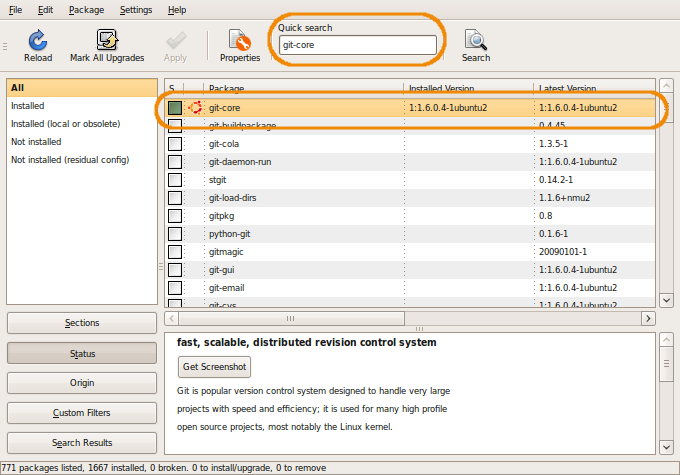 File Edit Package Settings Help
Quick search
git-core
Reload Mark All Upgrades Apply Properties Search
All
Installed
Installed (local or obsolete)
Not installed
Not installed (residual config)
S Package Installed Version Latest Version
git-core 1:1.6.0.4-1ubuntu2 1:1.6.0.4-1ubuntu2
git-buildpackage 0.4.45
git-cola 1.3.5-1
git-daemon-run 1:1.6.0.4-1ubuntu2
stgit 0.14.2-1
git-load-dirs 1.1.6+nmu2
gitpkg 0.8
python-git 0.1.6-1
gitmagic 20090101-1
git-gui 1:1.6.0.4-1ubuntu2
git-email 1:1.6.0.4-1ubuntu2
git-cvs 1:1.6.0.4-1ubuntu2
Sections
Status
Origin
Custom Filters
Search Results
fast, scalable, distributed revision control system
Get Screenshot
Git is popular version control system designed to handle very large
projects with speed and efficiency; it is used for many high profile
open source projects, most notably the Linux kernel.
771 packages listed, 1667 installed, 0 broken. 0 to install/upgrade, 0 to remove